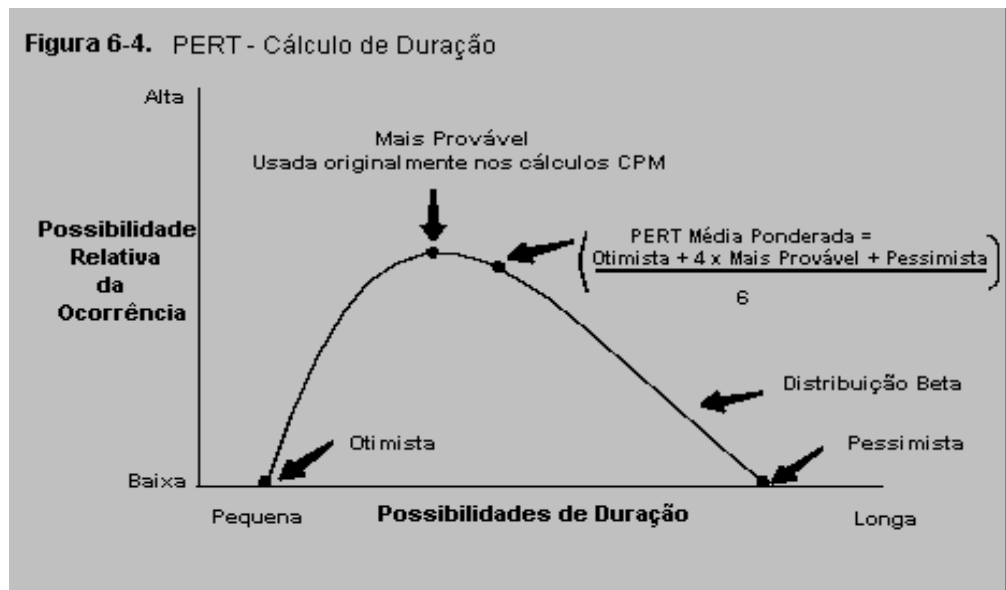 Figura 6-4. PERT - Cálculo de Duração
Alta
Mais Provável
Usada originalmente nos cálculos CPM
Possibilidade
Relativa
da
Ocorrência
PERT Média Ponderada =
Otimista + 4 x Mais Provável + Pessimista
6
Distribuição Beta
Otimista
Pessimista
Baixa
Pequena
Possibilidades de Duração
Longa